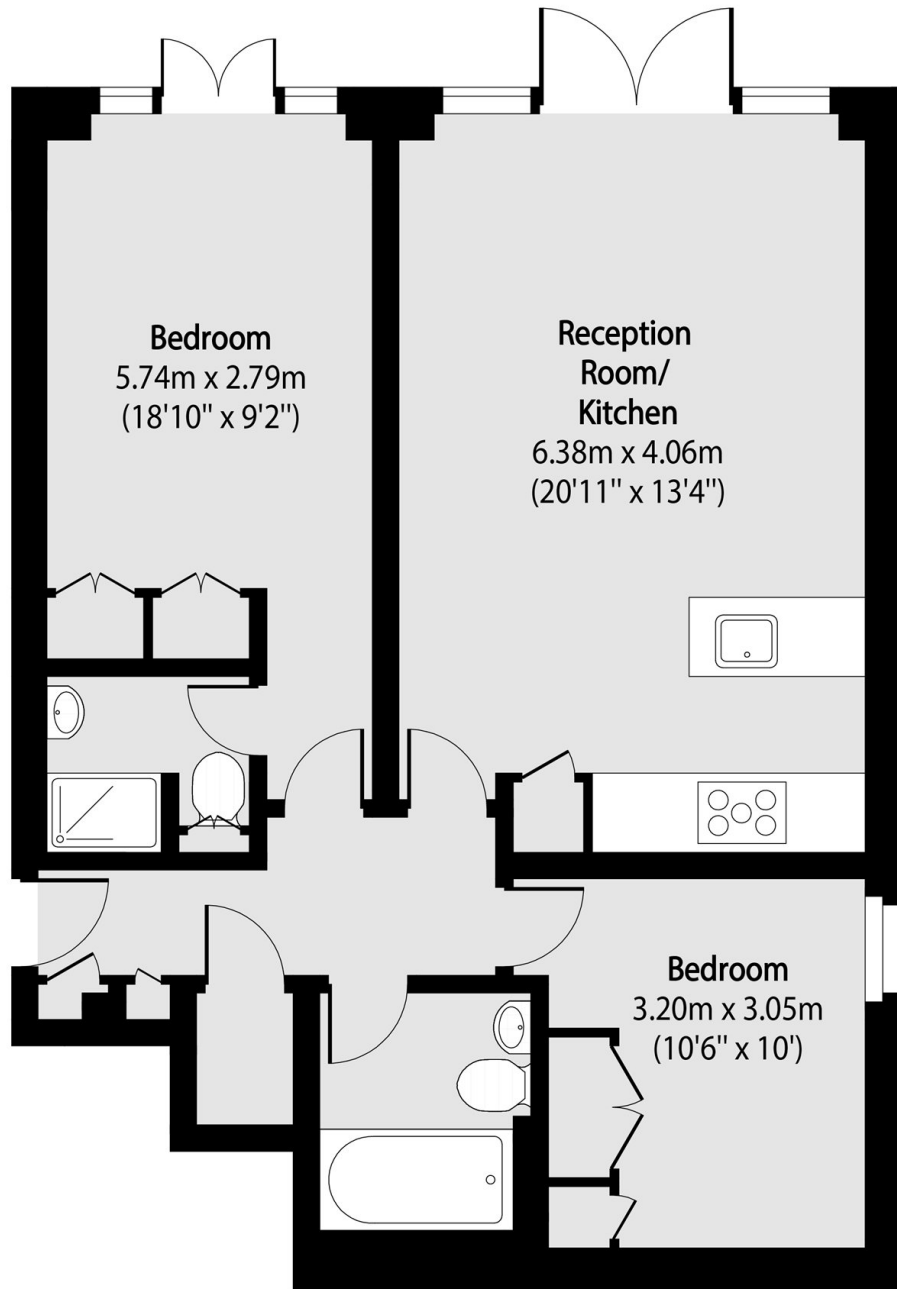 Bedroom
5.74m x 2.79m
(18'10" x 9'2")
Reception
Room/
Kitchen
6.38m x 4.06m
(20'11" x 13'4")
Bedroom
3.20m x 3.05m
(10'6" x 10')